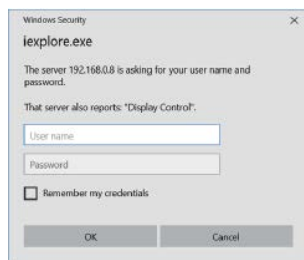 Windows Security
iexplore.exe
The server 192.168.0.8 is asking for your user name and
password.
That server also reports: "Display Control".
User name
Password
Remember my credentials
OK
Cancel